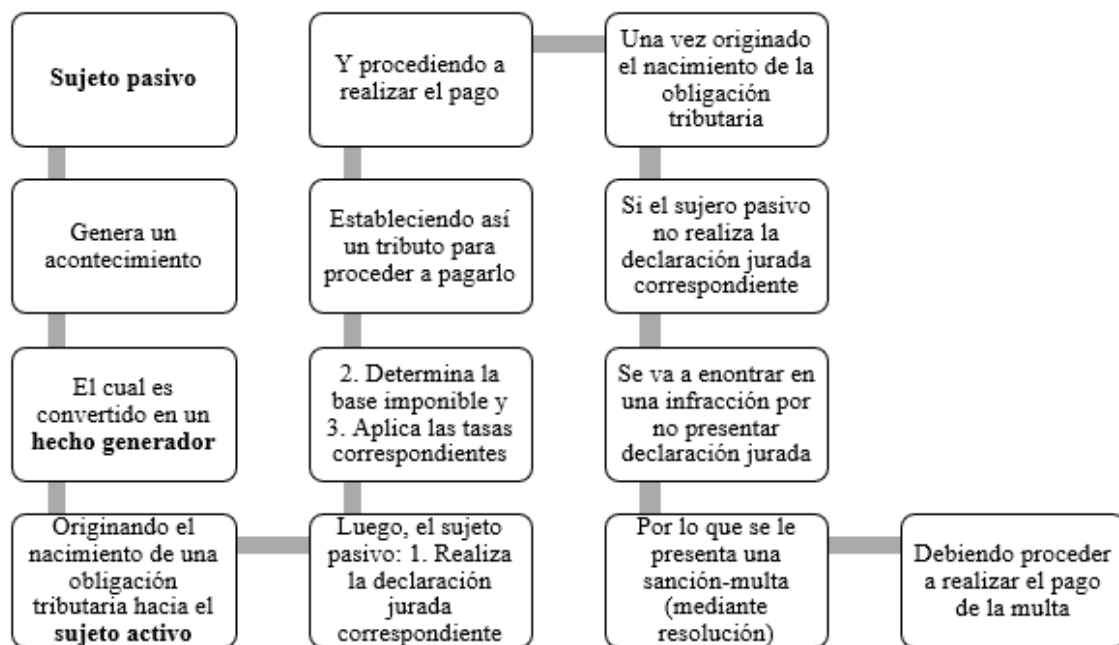 Sujeto pasivo
Genera un
acontecimiento
El cual es
convertido en un
hecho generador
Originando el
nacimiento de una
obligación
tributaria hacia el
sujeto activo
Luego, el sujeto
pasivo: 1. Realiza
la declaración
jurada
correspondiente
2. Determina la
base imponible y
3. Aplica las tasas
correspondientes
Estableciendo así
un tributo para
proceder a pagarlo
Y procediendo a
realizar el pago
Una vez originado
el nacimiento de la
obligación
tributaria
Si el sujero pasivo
no realiza la
declaración jurada
correspondiente
Se va a enontrar en
una infracción por
no presentar
declaración jurada
Por lo que se le
presenta una
sanción-multa
(mediante
resolución)
Debiendo proceder
a realizar el pago
de la multa